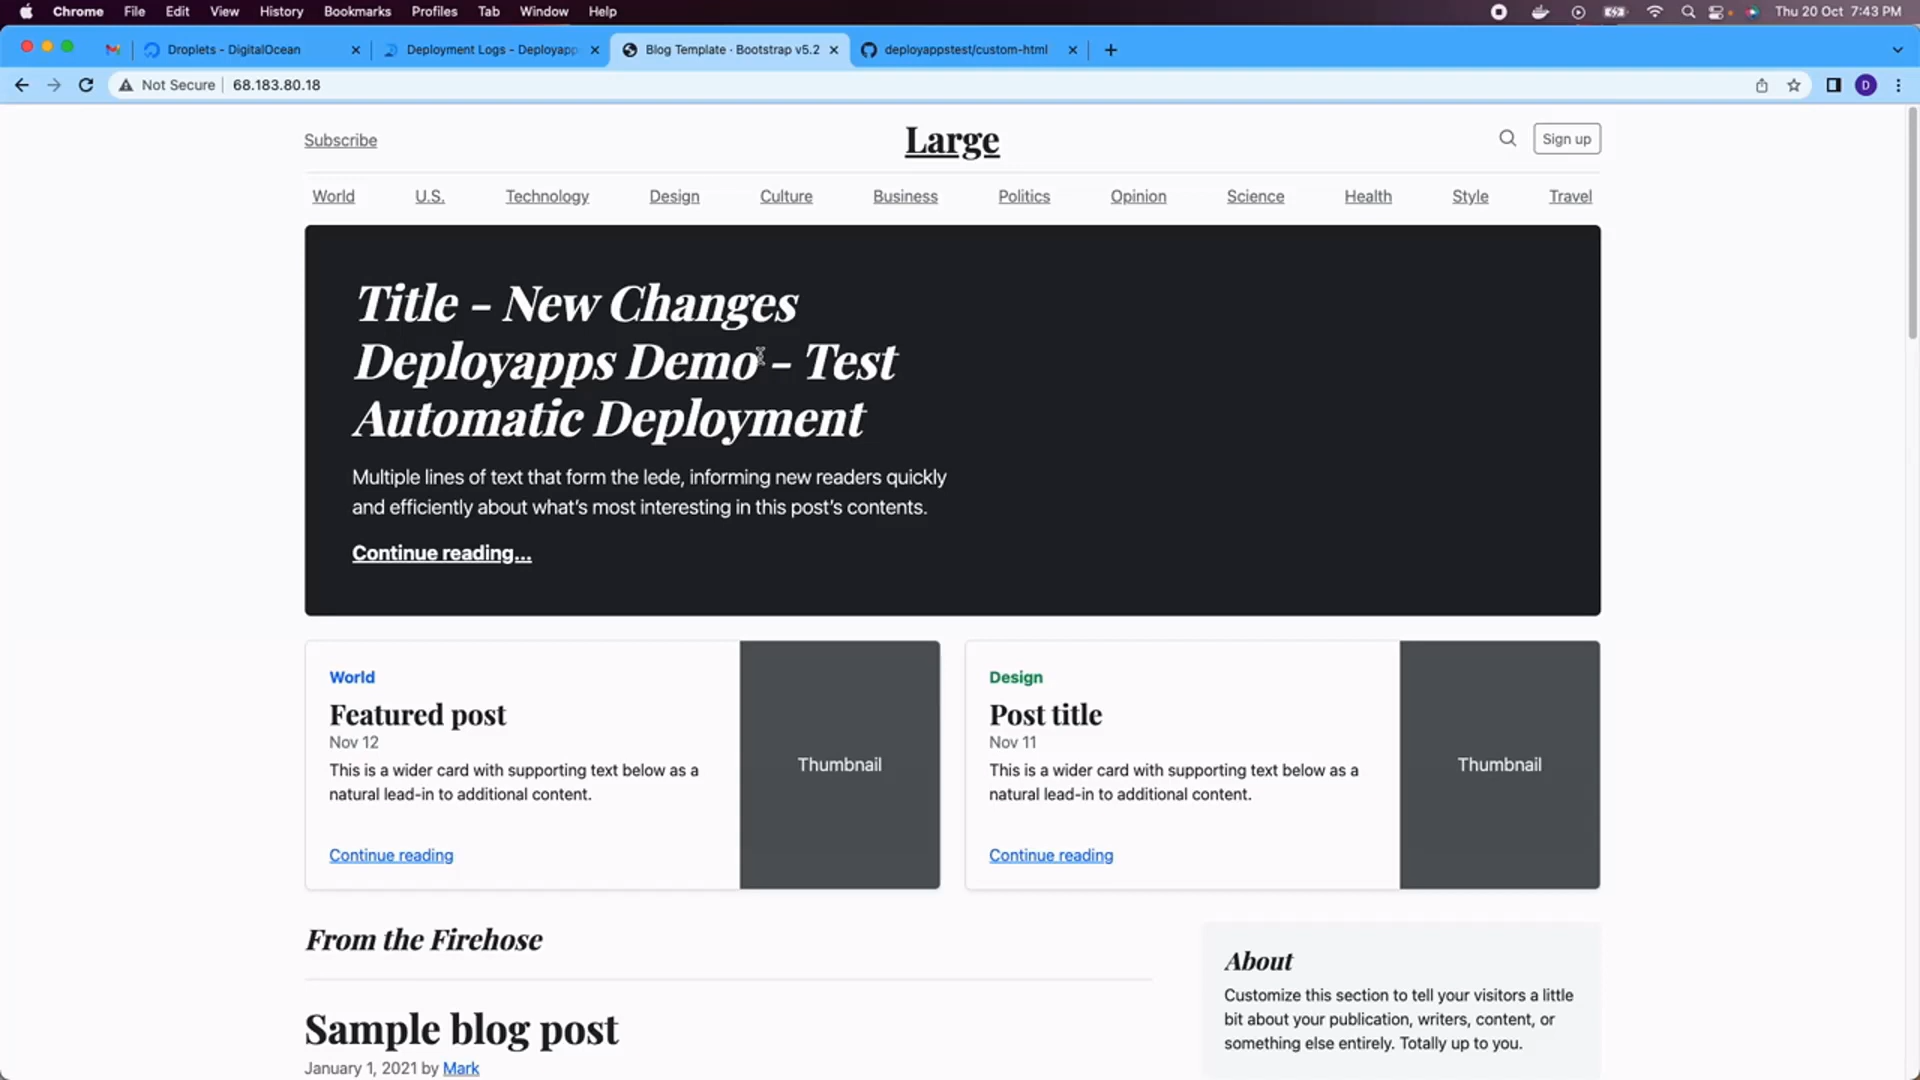 Chrome File Edit View History Bookmarks Profiles Tab Window Help Thu 20 Oct 7:43 PM
Droplets - DigitalOcean Deployment Logs - Deployapp Blog Template · Bootstrap v5.2 deployappstest/custom-html
Not Secure 68.183.80.18 D
Subscribe Large Sign up
World U.S. Technology Design Culture Business Politics Opinion Science Health Style Travel
Title - New Changes
Deployapps Demo - Test
Automatic Deployment
Multiple lines of text that form the lede, informing new readers quickly
and efficiently about what's most interesting in this post's contents.
Continue reading...
World
Featured post
Nov 12
This is a wider card with supporting text below as a
natural lead-in to additional content.
Continue reading
Thumbnail
Design
Post title
Nov 11
This is a wider card with supporting text below as a
natural lead-in to additional content.
Continue reading
Thumbnail
From the Firehose
Sample blog post
January 1, 2021 by Mark
About
Customize this section to tell your visitors a little
bit about your publication, writers, content, or
something else entirely. Totally up to you.